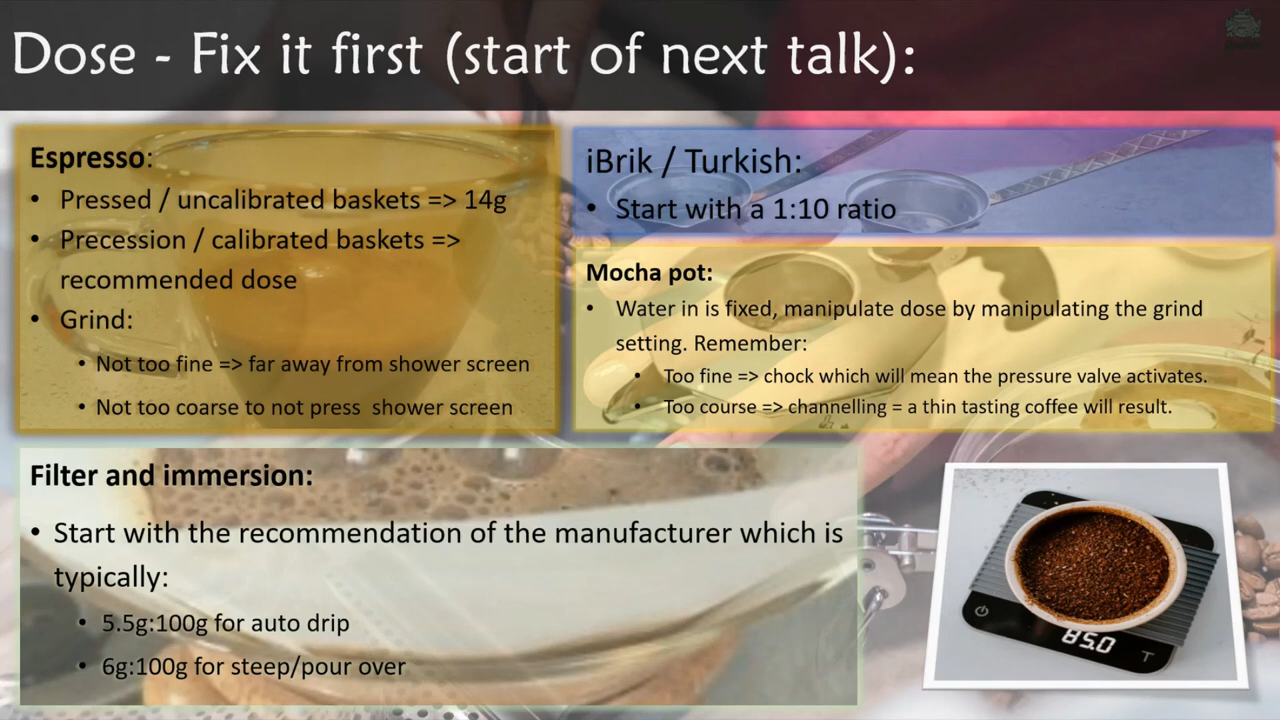 Dose - Fix it first (start of next talk):
Espresso:
• Pressed / uncalibrated baskets => 14g
• Precession / calibrated baskets =>
recommended dose
• Grind:
• Not too fine => far away from shower screen
• Not too coarse to not press  shower screen
iBrik / Turkish:
• Start with a 1:10 ratio
Mocha pot:
• Water in is fixed, manipulate dose by manipulating the grind
setting. Remember:
• Too fine => chock which will mean the pressure valve activates.
• Too course => channelling = a thin tasting coffee will result.
Filter and immersion:
• Start with the recommendation of the manufacturer which is
typically:
• 5.5g:100g for auto drip
• 6g:100g for steep/pour over
85.0
T